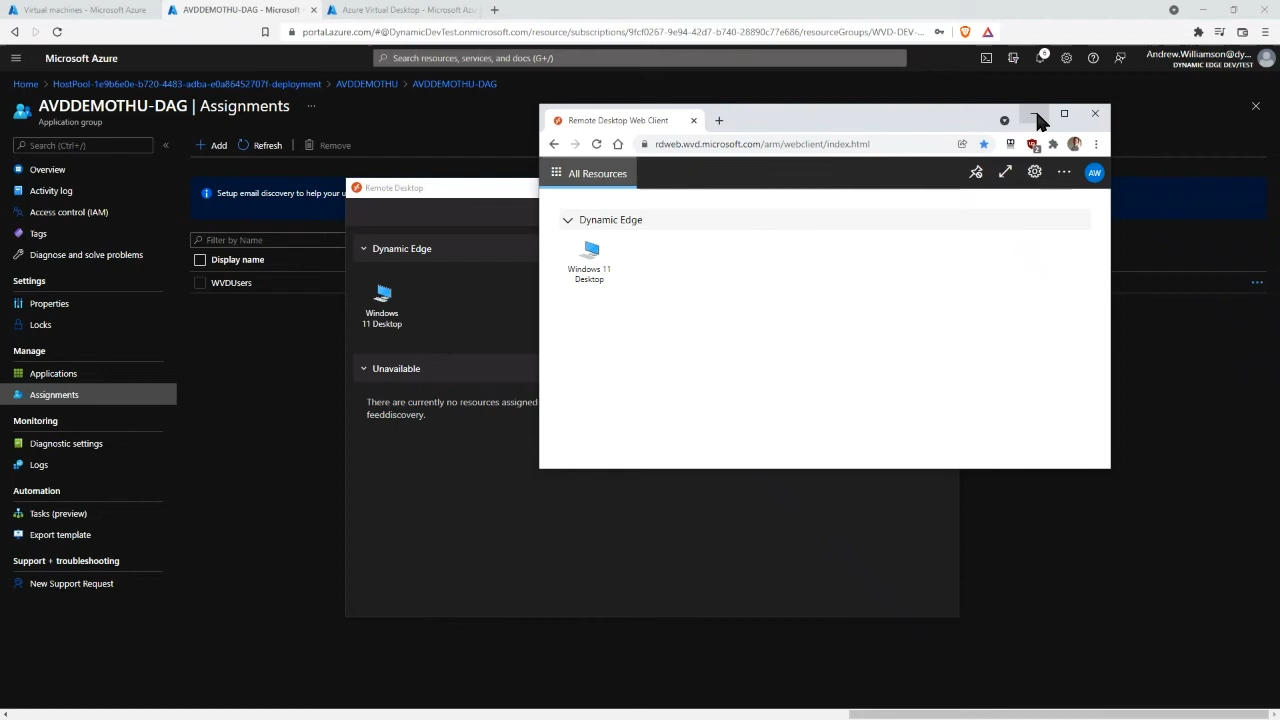 Virtual machines - Microsoft Azure
AVDDEMOTHU-DAG - Microsoft
Azure Virtual Desktop - Microsoft Az
portal.azure.com/#@DynamicDevTest.onmicrosoft.com/resource/subscriptions/9fcf0267-9e94-42d7-b740-28890c77e686/resourceGroups/WVD-DEV-...
Microsoft Azure
Search resources, services, and docs (G+/)
6
Andrew.Williamson@dy...
DYNAMIC EDGE DEV/TEST
Home
HostPool-1e9b6e0e-b720-4483-adba-e0a86452707f-deployment
AVDDEMOTHU
AVDDEMOTHU-DAG
AVDDEMOTHU-DAG | Assignments
Application group
Search (Ctrl+/)
Add
Refresh
Remove
Setup email discovery to help your u
Filter by Name
Display name
WVDUsers
Overview
Activity log
Access control (IAM)
Tags
Diagnose and solve problems
Settings
Properties
Locks
Manage
Applications
Assignments
Monitoring
Diagnostic settings
Logs
Automation
Tasks (preview)
Export template
Support + troubleshooting
New Support Request
Remote Desktop
Dynamic Edge
Windows
11 Desktop
Unavailable
There are currently no resources assigned
feeddiscovery.
Remote Desktop Web Client
rdweb.wvd.microsoft.com/arm/webclient/index.html
2
All Resources
AW
Dynamic Edge
Windows 11
Desktop